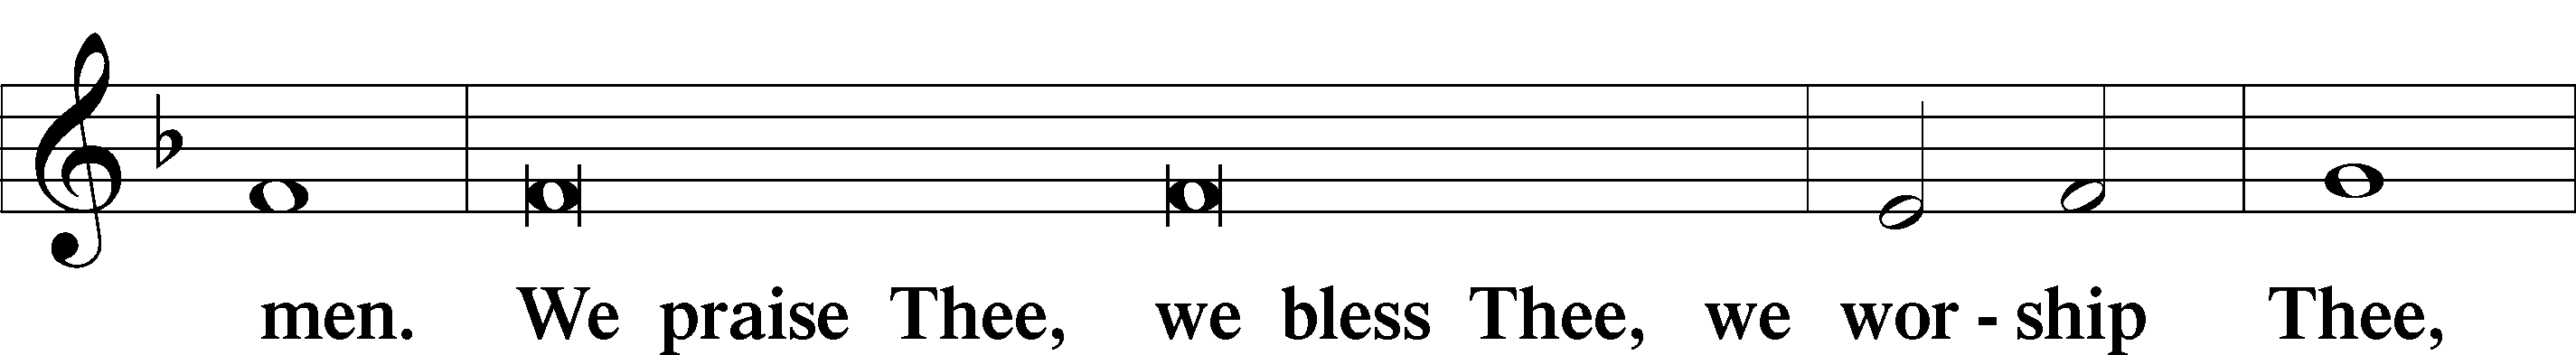 men. We praise Thee, we bless Thee, we wor - ship Thee,